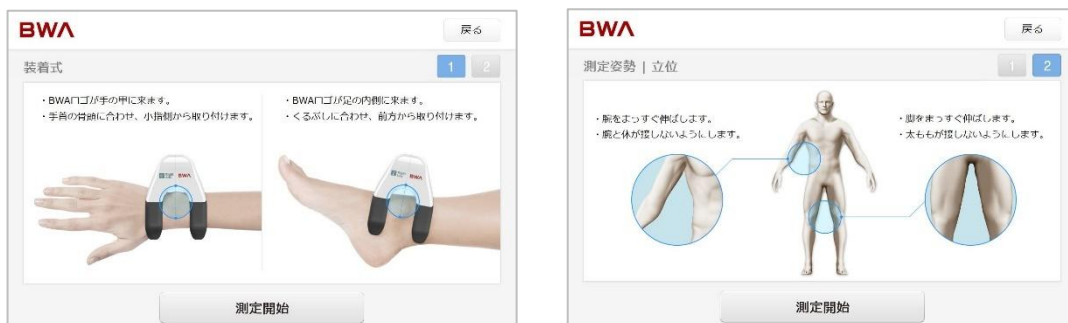 BWA
戻る
装着式
1 2
・BWAロゴが手の甲に来ます。
・手首の骨頭に合わせ、小指側から取り付けます。
・BWAロゴが足の内側に来ます。
・くるぶしに合わせ、前方から取り付けます。
BWA
BWA
測定開始
BWA
戻る
測定姿勢 | 立位
1 2
・腕をまっすぐ伸ばします。
・腕と体が接しないようにします。
・脚をまっすぐ伸ばします。
・太ももが接しないようにします。
測定開始